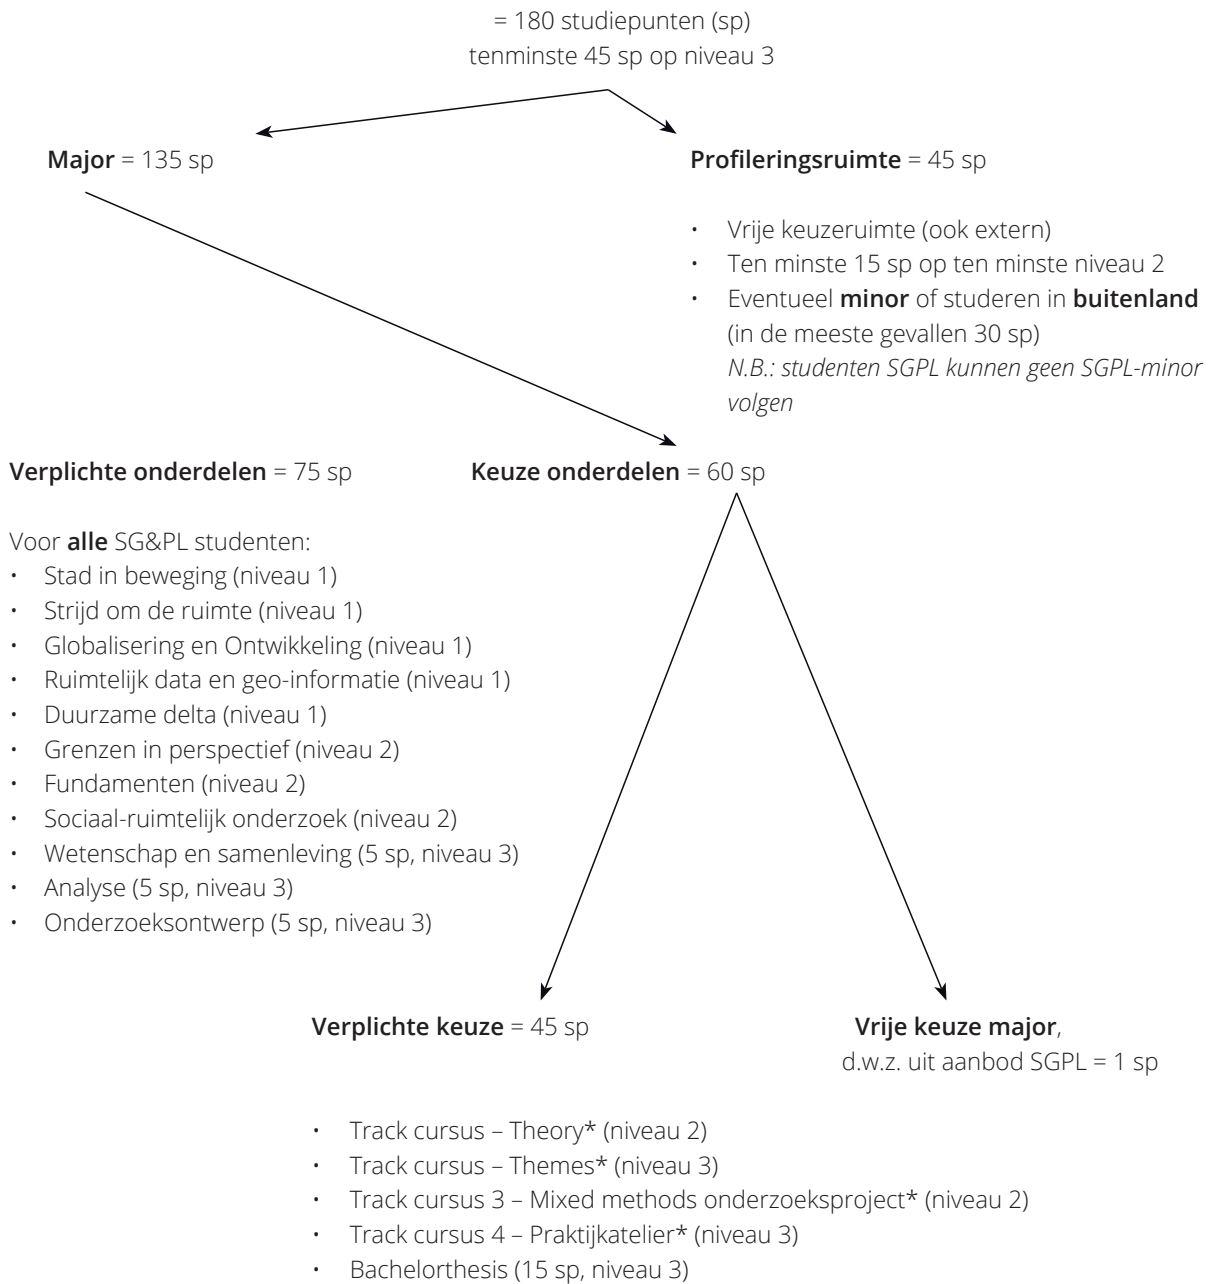 = 180 studiepunten (sp)
tenminste 45 sp op niveau 3
Major = 135 sp
Profileringsruimte = 45 sp
• Vrije keuzeruimte (ook extern)
• Ten minste 15 sp op ten minste niveau 2
• Eventueel minor of studeren in buitenland
(in de meeste gevallen 30 sp)
N.B.: studenten SGPL kunnen geen SGPL-minor
volgen
Verplichte onderdelen = 75 sp
Keuze onderdelen = 60 sp
Voor alle SG&PL studenten:
• Stad in beweging (niveau 1)
• Strijd om de ruimte (niveau 1)
• Globalisering en Ontwikkeling (niveau 1)
• Ruimtelijk data en geo-informatie (niveau 1)
• Duurzame delta (niveau 1)
• Grenzen in perspectief (niveau 2)
• Fundamenten (niveau 2)
• Sociaal-ruimtelijk onderzoek (niveau 2)
• Wetenschap en samenleving (5 sp, niveau 3)
• Analyse (5 sp, niveau 3)
• Onderzoeksontwerp (5 sp, niveau 3)
Verplichte keuze = 45 sp
Vrije keuze major,
d.w.z. uit aanbod SGPL = 1 sp
• Track cursus – Theory* (niveau 2)
• Track cursus – Themes* (niveau 3)
• Track cursus 3 – Mixed methods onderzoeksproject* (niveau 2)
• Track cursus 4 – Praktijkatelier* (niveau 3)
• Bachelorthesis (15 sp, niveau 3)